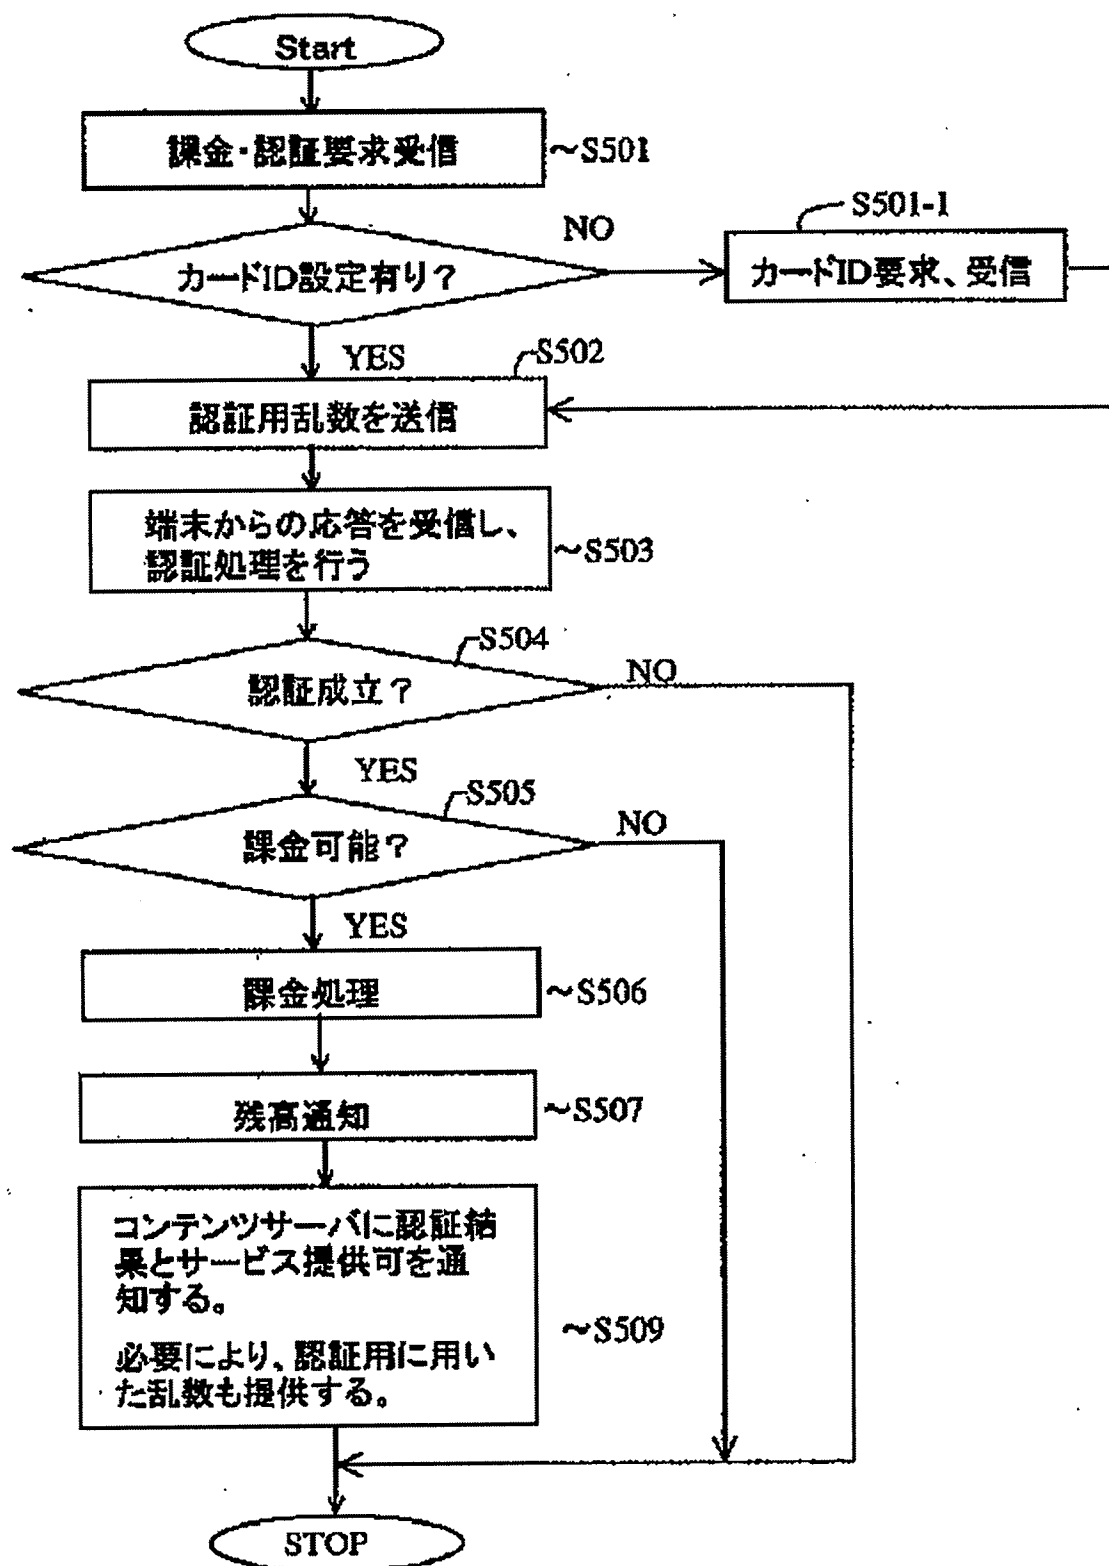 Start
課金・認証要求受信
～S501
カードID設定有り？
NO
S501-1
カードID要求、受信
YES
S502
認証用乱数を送信
端末からの応答を受信し、
認証処理を行う
～S503
S504
認証成立？
NO
YES
S505
課金可能？
NO
YES
課金処理
～S506
残高通知
～S507
コンテンツサーバに認証結
果とサービス提供可を通
知する。
必要により、認証用に用い
た乱数も提供する。
～S509
STOP